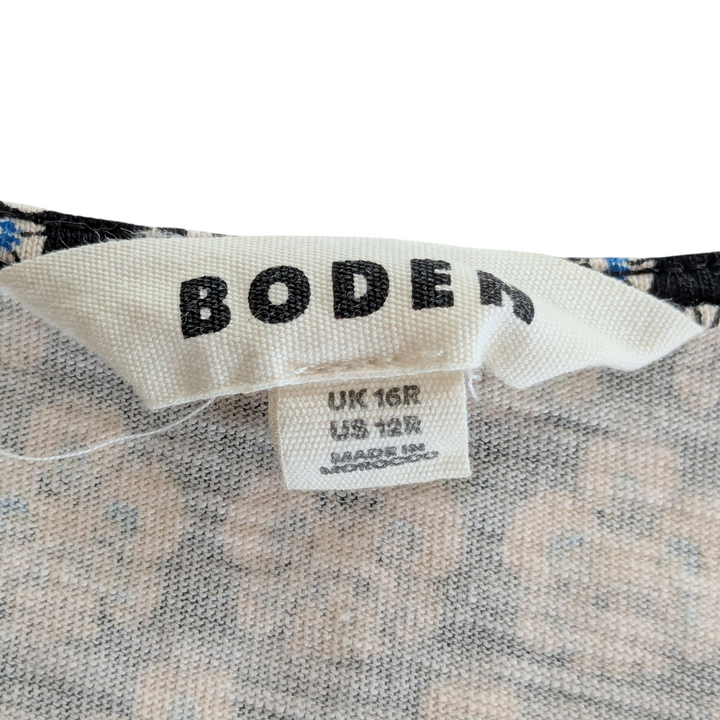 BODEN
UK 16R
US 12R
MADE IN
MOROCCO